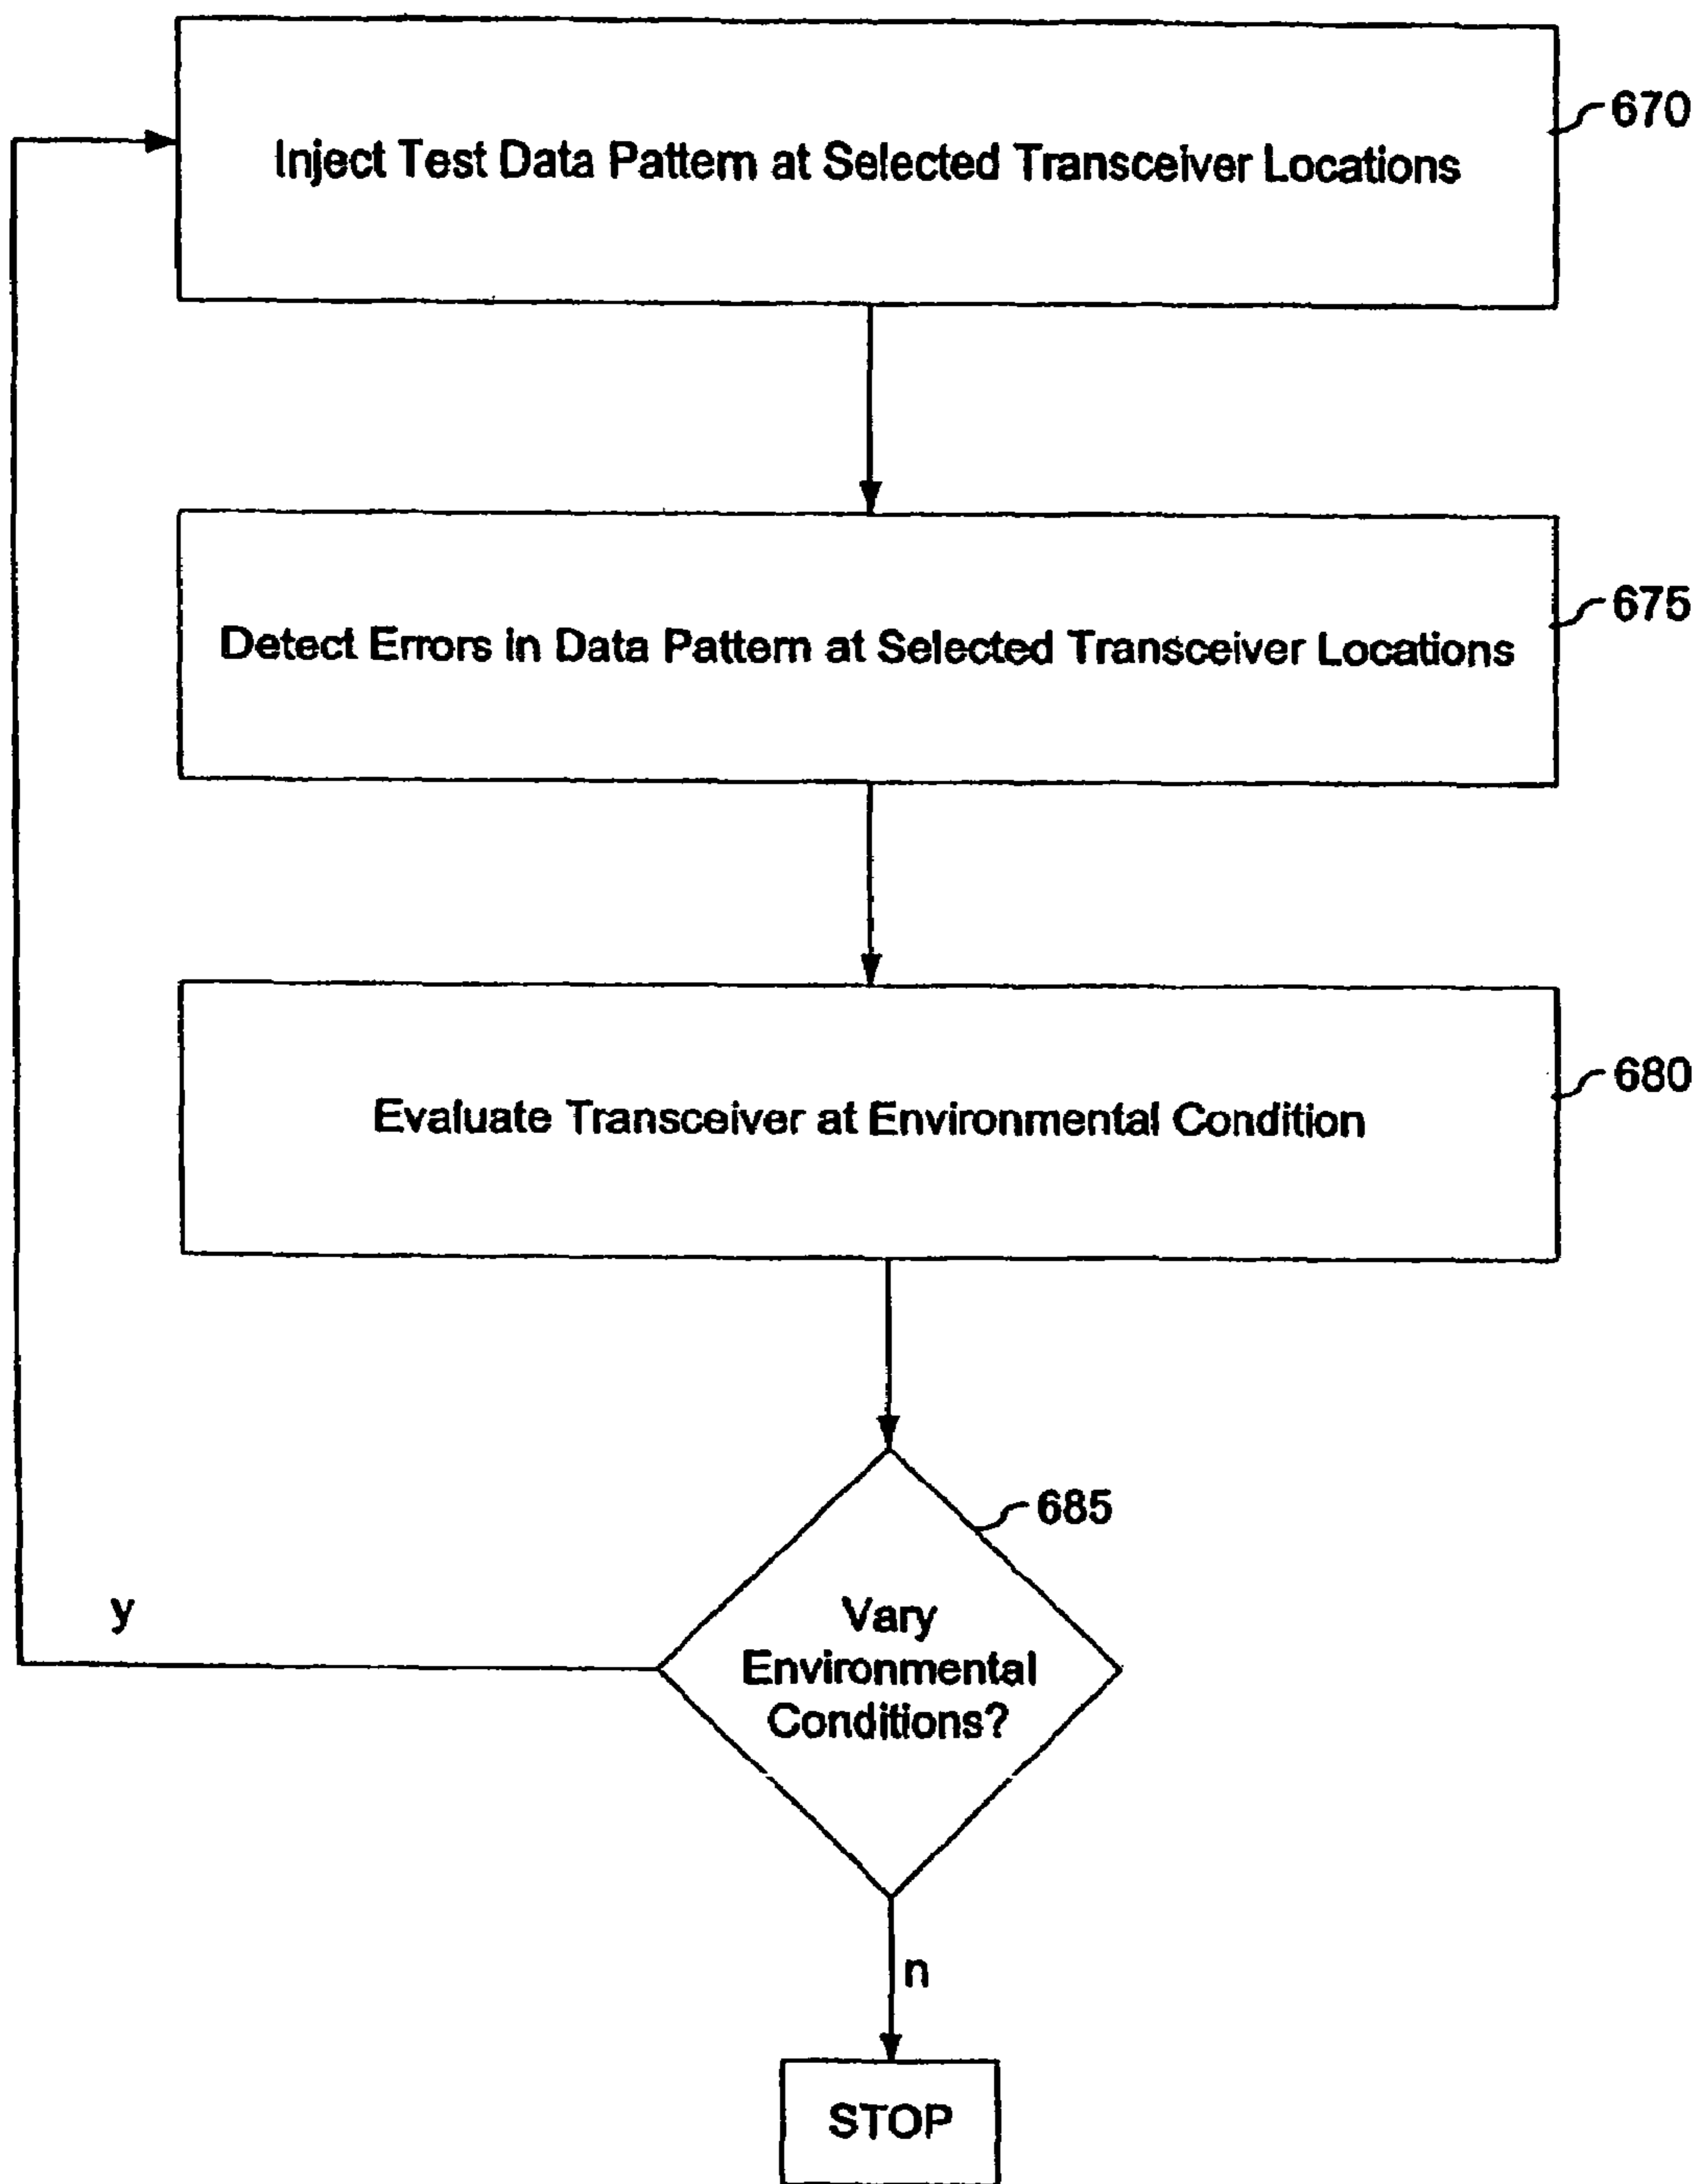 Inject Test Data Pattern at Selected Transceiver Locations
670
Detect Errors in Data Pattern at Selected Transceiver Locations
675
Evaluate Transceiver at Environmental Condition
680
685
Vary
Environmental
Conditions?
y
n
STOP